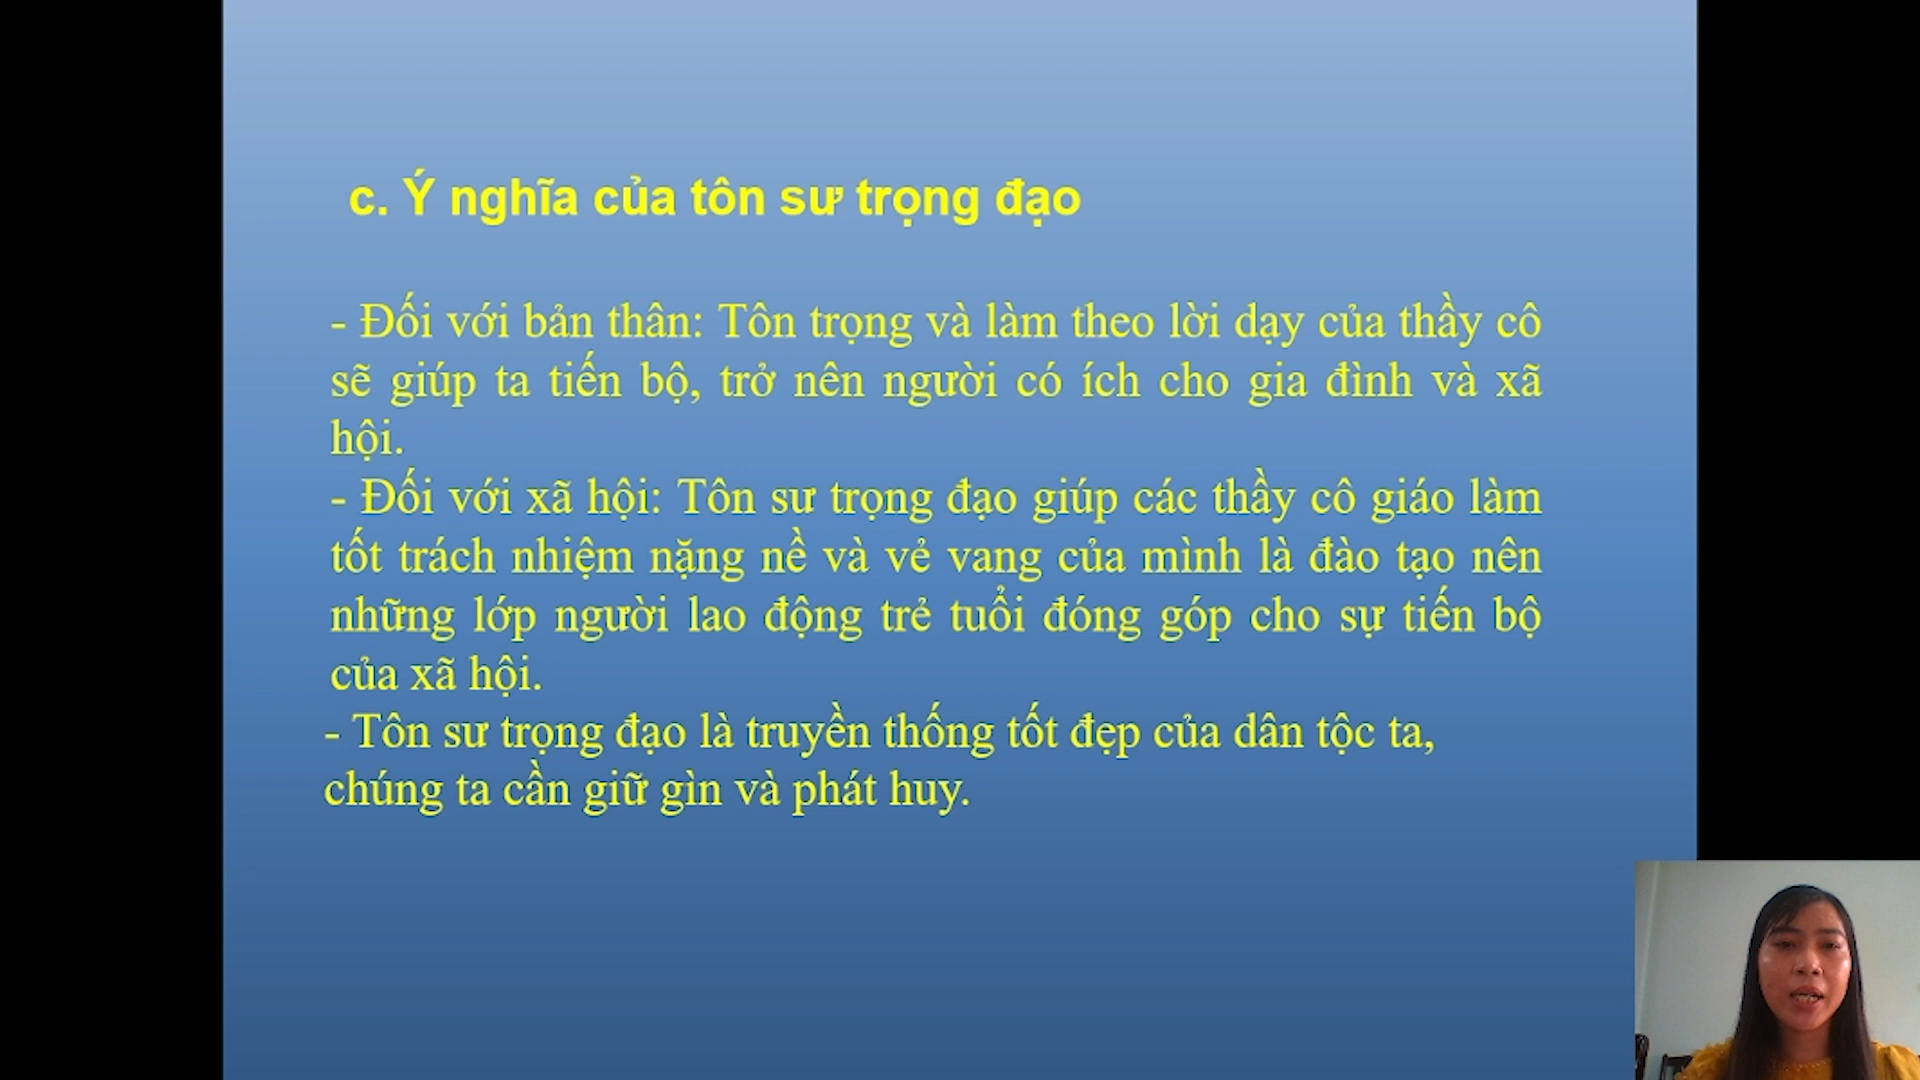 c. Ý nghĩa của tôn sư trọng đạo
- Đối với bản thân: Tôn trọng và làm theo lời dạy của thầy cô
sẽ giúp ta tiến bộ, trở nên người có ích cho gia đình và xã
hội.
- Đối với xã hội: Tôn sư trọng đạo giúp các thầy cô giáo làm
tốt trách nhiệm nặng nề và vẻ vang của mình là đào tạo nên
những lớp người lao động trẻ tuổi đóng góp cho sự tiến bộ
của xã hội.
- Tôn sư trọng đạo là truyền thống tốt đẹp của dân tộc ta,
chúng ta cần giữ gìn và phát huy.